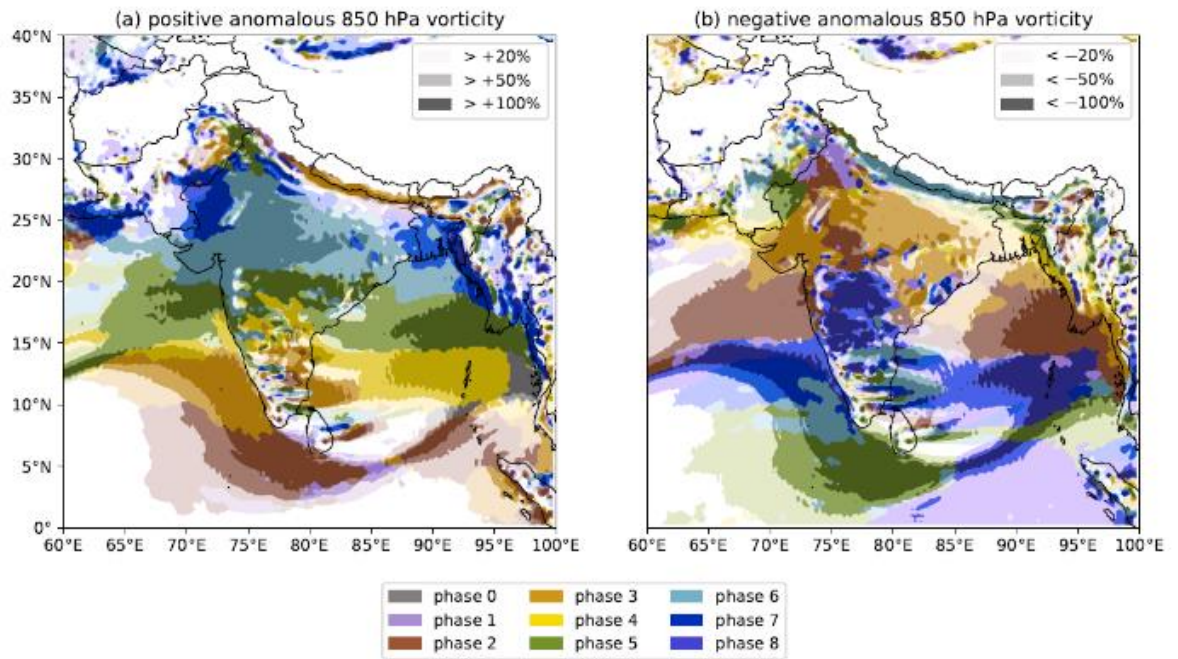 (a) positive anomalous 850 hPa vorticity
(b) negative anomalous 850 hPa vorticity
40°N
35°N
30°N
25°N
20°N
15°N
10°N
5°N
0°
> +20%
> +50%
> +100%
< −20%
< −50%
< −100%
60°E 65°E 70°E 75°E 80°E 85°E 90°E 95°E 100°E
60°E 65°E 70°E 75°E 80°E 85°E 90°E 95°E 100°E
phase 0 phase 3 phase 6
phase 1 phase 4 phase 7
phase 2 phase 5 phase 8